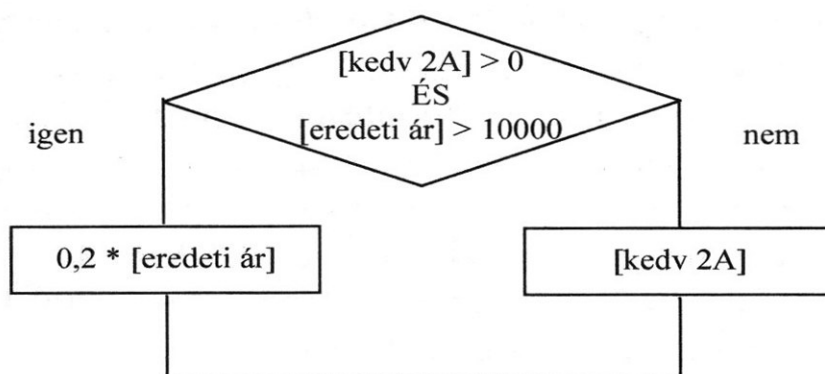 [kedv 2A] > 0
ÉS
[eredeti ár] > 10000
igen
nem
0,2 * [eredeti ár]
[kedv 2A]